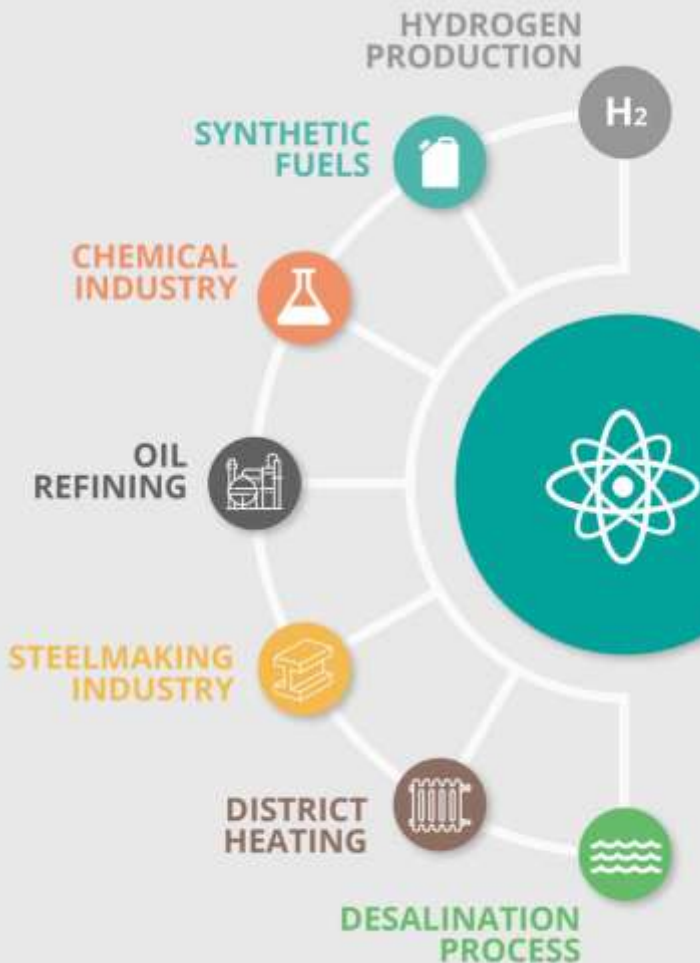 HYDROGEN
PRODUCTION
H₂
SYNTHETIC
FUELS
CHEMICAL
INDUSTRY
OIL
REFINING
STEELMAKING
INDUSTRY
DISTRICT
HEATING
DESALINATION
PROCESS